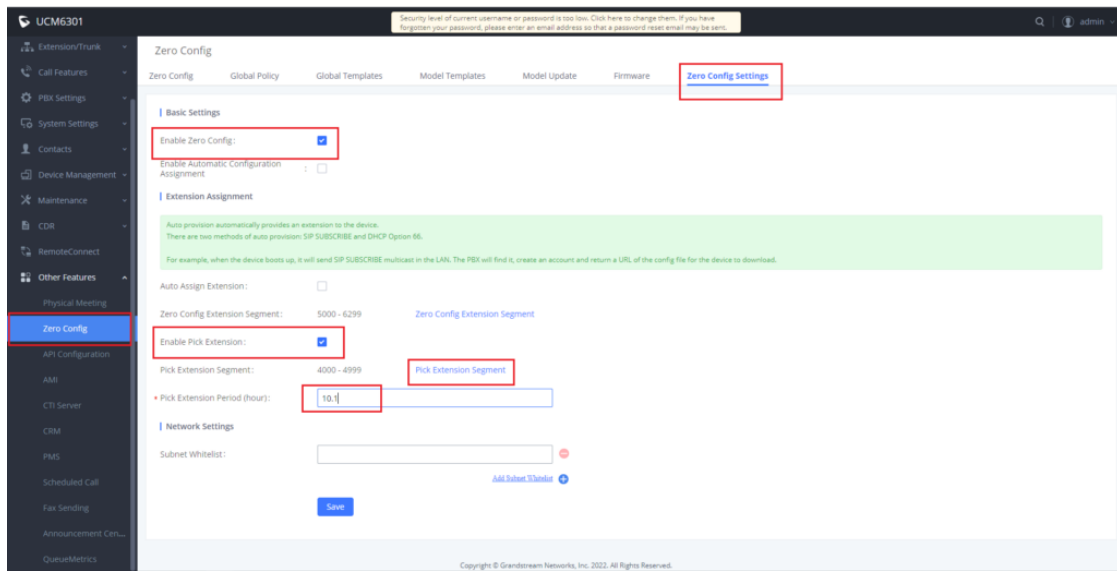 UCM6301
Security level of current username or password is too low. Click here to change them. If you have
forgotten your password, please enter an email address so that a password reset email may be sent.
admin
Extension/Trunk
Call Features
PBX Settings
System Settings
Contacts
Device Management
Maintenance
CDR
RemoteConnect
Other Features
Physical Meeting
Zero Config
API Configuration
AMI
CTI Server
CRM
PMS
Scheduled Call
Fax Sending
Announcement Cen...
QueueMetrics
Zero Config
Zero Config Global Policy Global Templates Model Templates Model Update Firmware Zero Config Settings
Basic Settings
Enable Zero Config:
Enable Automatic Configuration
Assignment :
Extension Assignment
Auto provision automatically provides an extension to the device.
There are two methods of auto provision: SIP SUBSCRIBE and DHCP Option 66.
For example, when the device boots up, it will send SIP SUBSCRIBE multicast in the LAN. The PBX will find it, create an account and return a URL of the config file for the device to download.
Auto Assign Extension:
Zero Config Extension Segment: 5000 - 6299 Zero Config Extension Segment
Enable Pick Extension:
Pick Extension Segment: 4000 - 4999 Pick Extension Segment
* Pick Extension Period (hour): 10.1
Network Settings
Subnet Whitelist:
Add Subnet Whitelist
Save
Copyright © Grandstream Networks, Inc. 2022. All Rights Reserved.